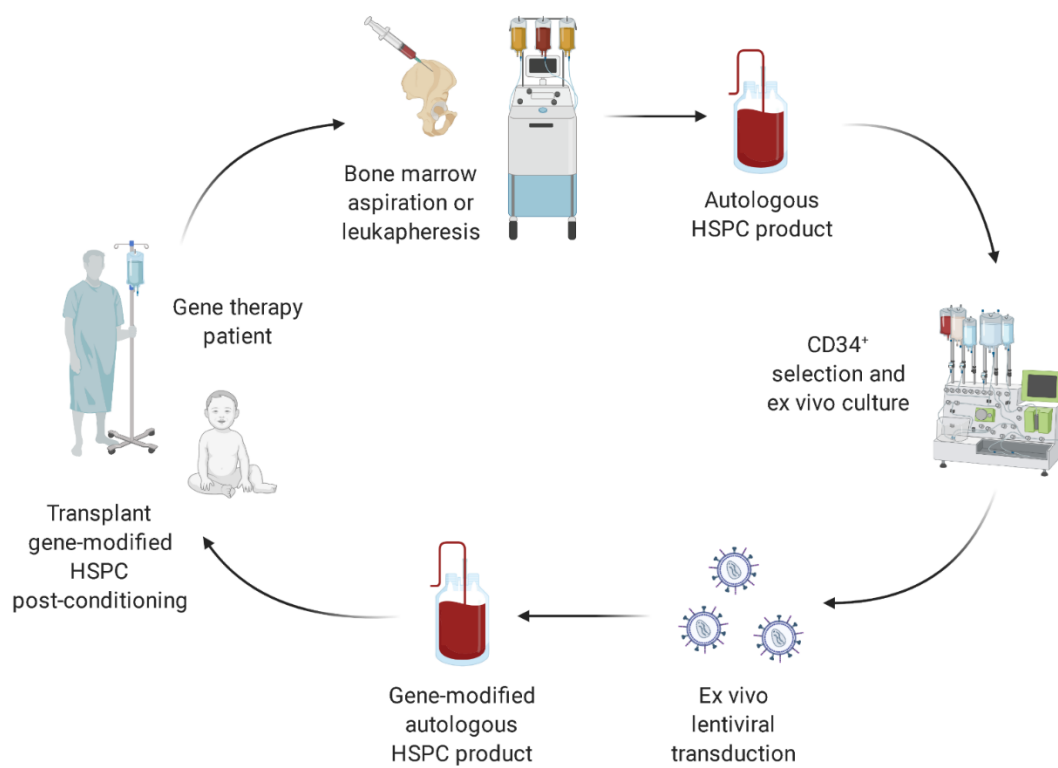 Bone marrow
aspiration or
leukapheresis
Autologous
HSPC product
CD34⁺
selection and
ex vivo culture
Ex vivo
lentiviral
transduction
Gene-modified
autologous
HSPC product
Transplant
gene-modified
HSPC
post-conditioning
Gene therapy
patient